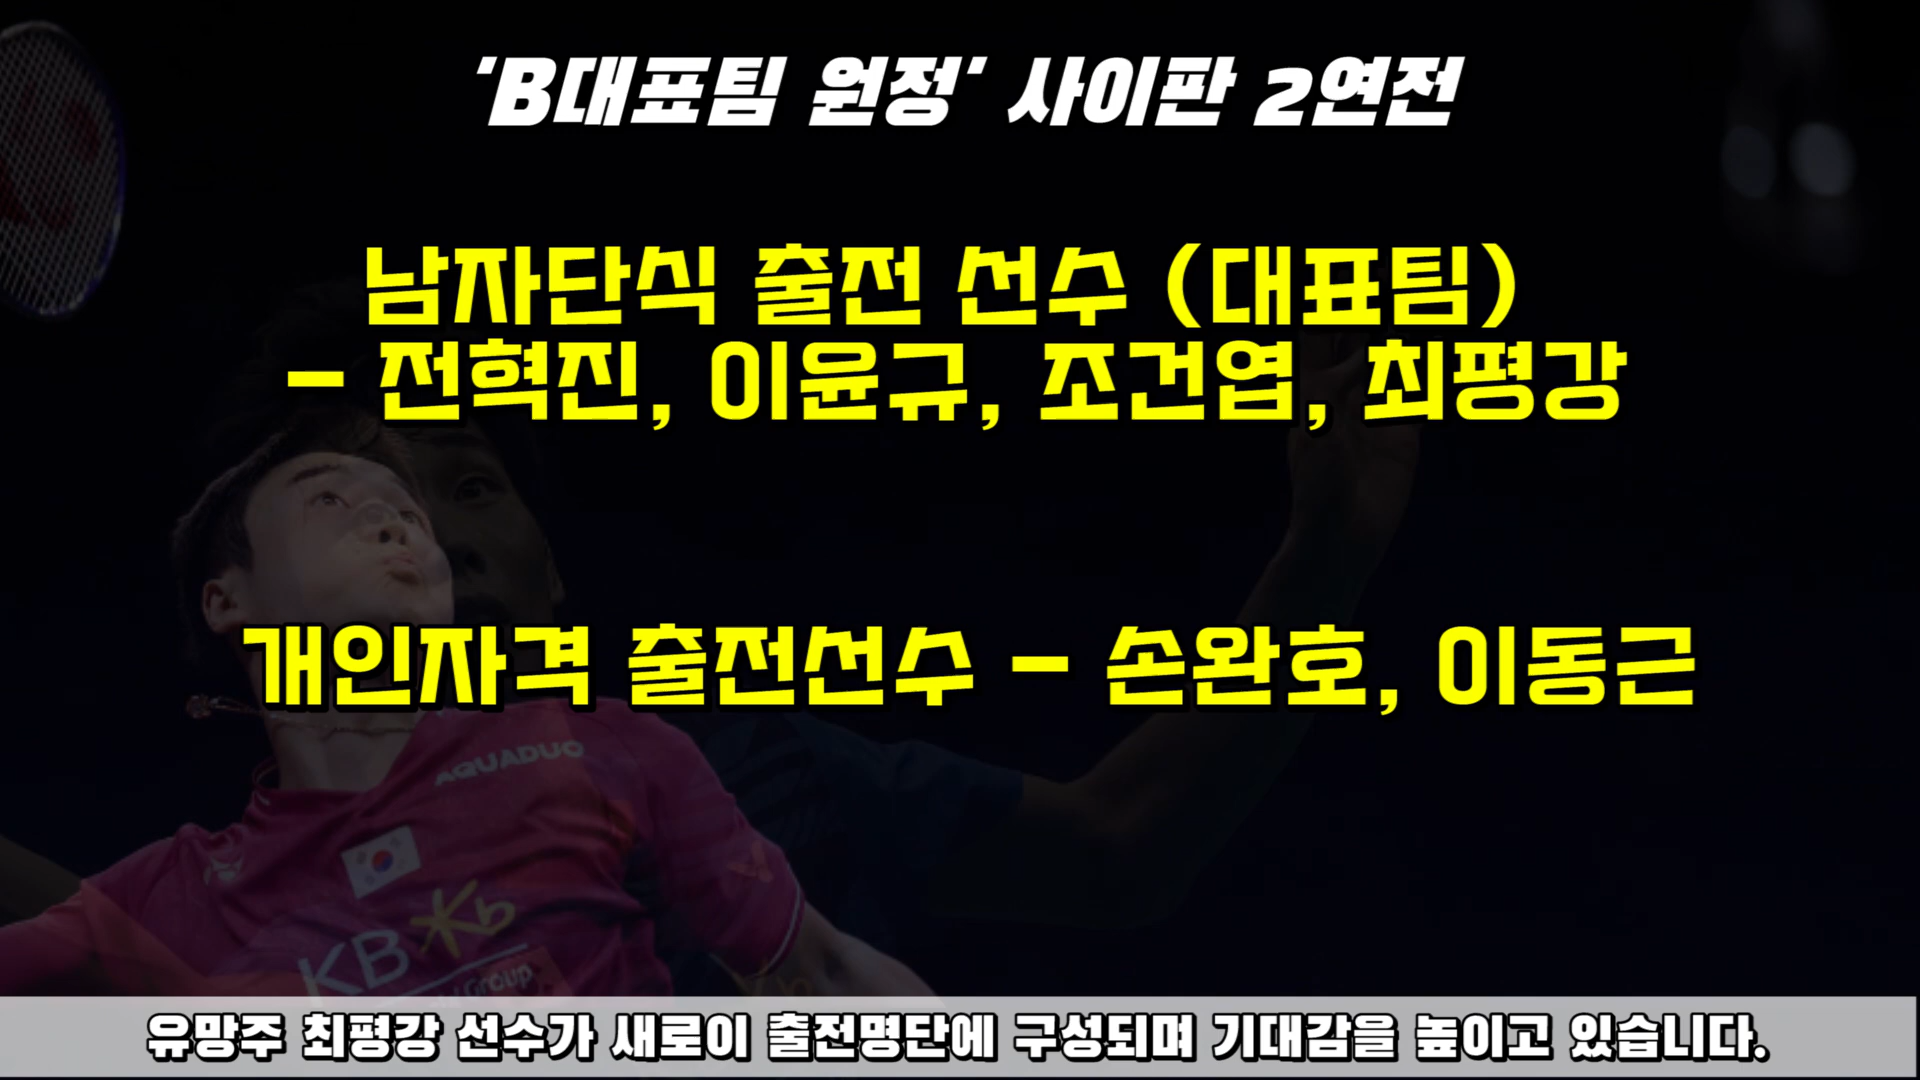 'B대표팀 원정' 사이판 2연전
남자단식 출전 선수 (대표팀)
- 전혁진, 이윤규, 조건엽, 최평강
개인자격 출전선수 - 손완호, 이동근
AQUADUO
KB Kb
Group
유망주 최평강 선수가 새로이 출전명단에 구성되며 기대감을 높이고 있습니다.